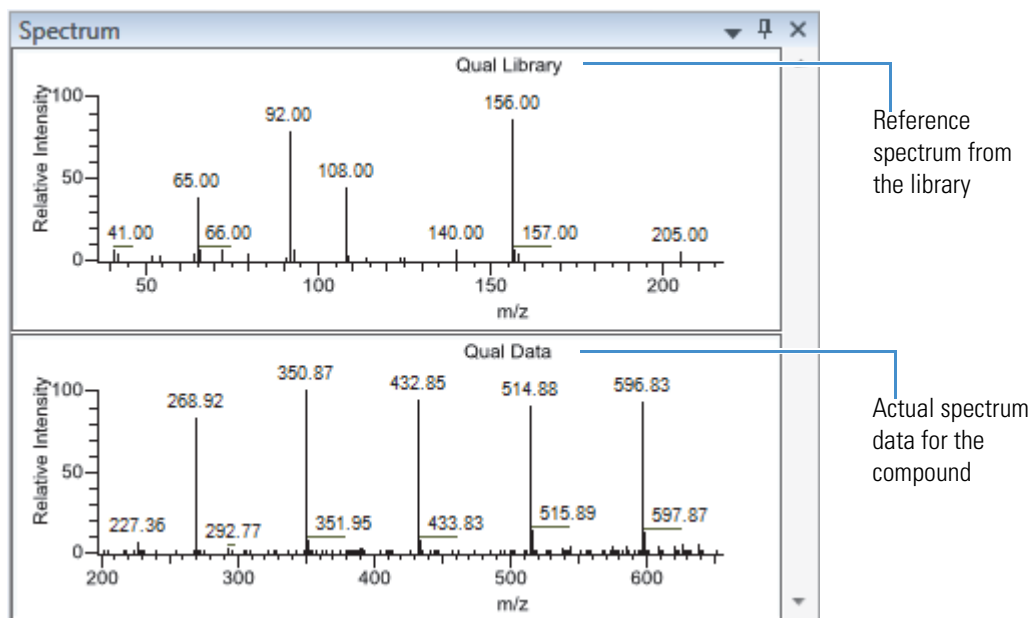 Spectrum
Qual Library
Relative Intensity
100
50
0
41.00
65.00
66.00
92.00
108.00
140.00
156.00
157.00
205.00
50
100
150
200
m/z
Reference
spectrum from
the library
Qual Data
Relative Intensity
100
50
0
227.36
268.92
292.77
350.87
351.95
432.85
433.83
514.88
515.89
596.83
597.87
200
300
400
500
600
m/z
Actual spectrum
data for the
compound